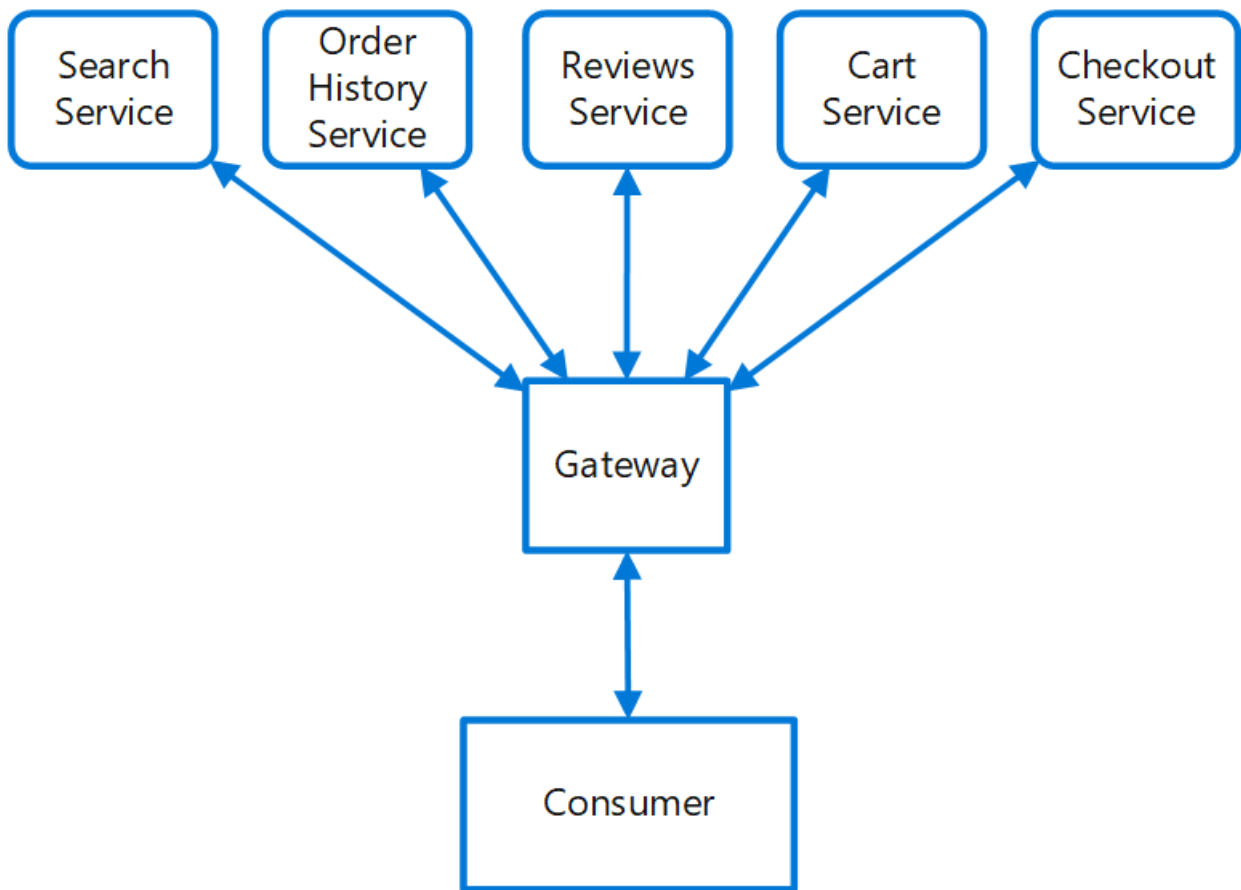 Search
Service
Order
History
Service
Reviews
Service
Cart
Service
Checkout
Service
Gateway
Consumer